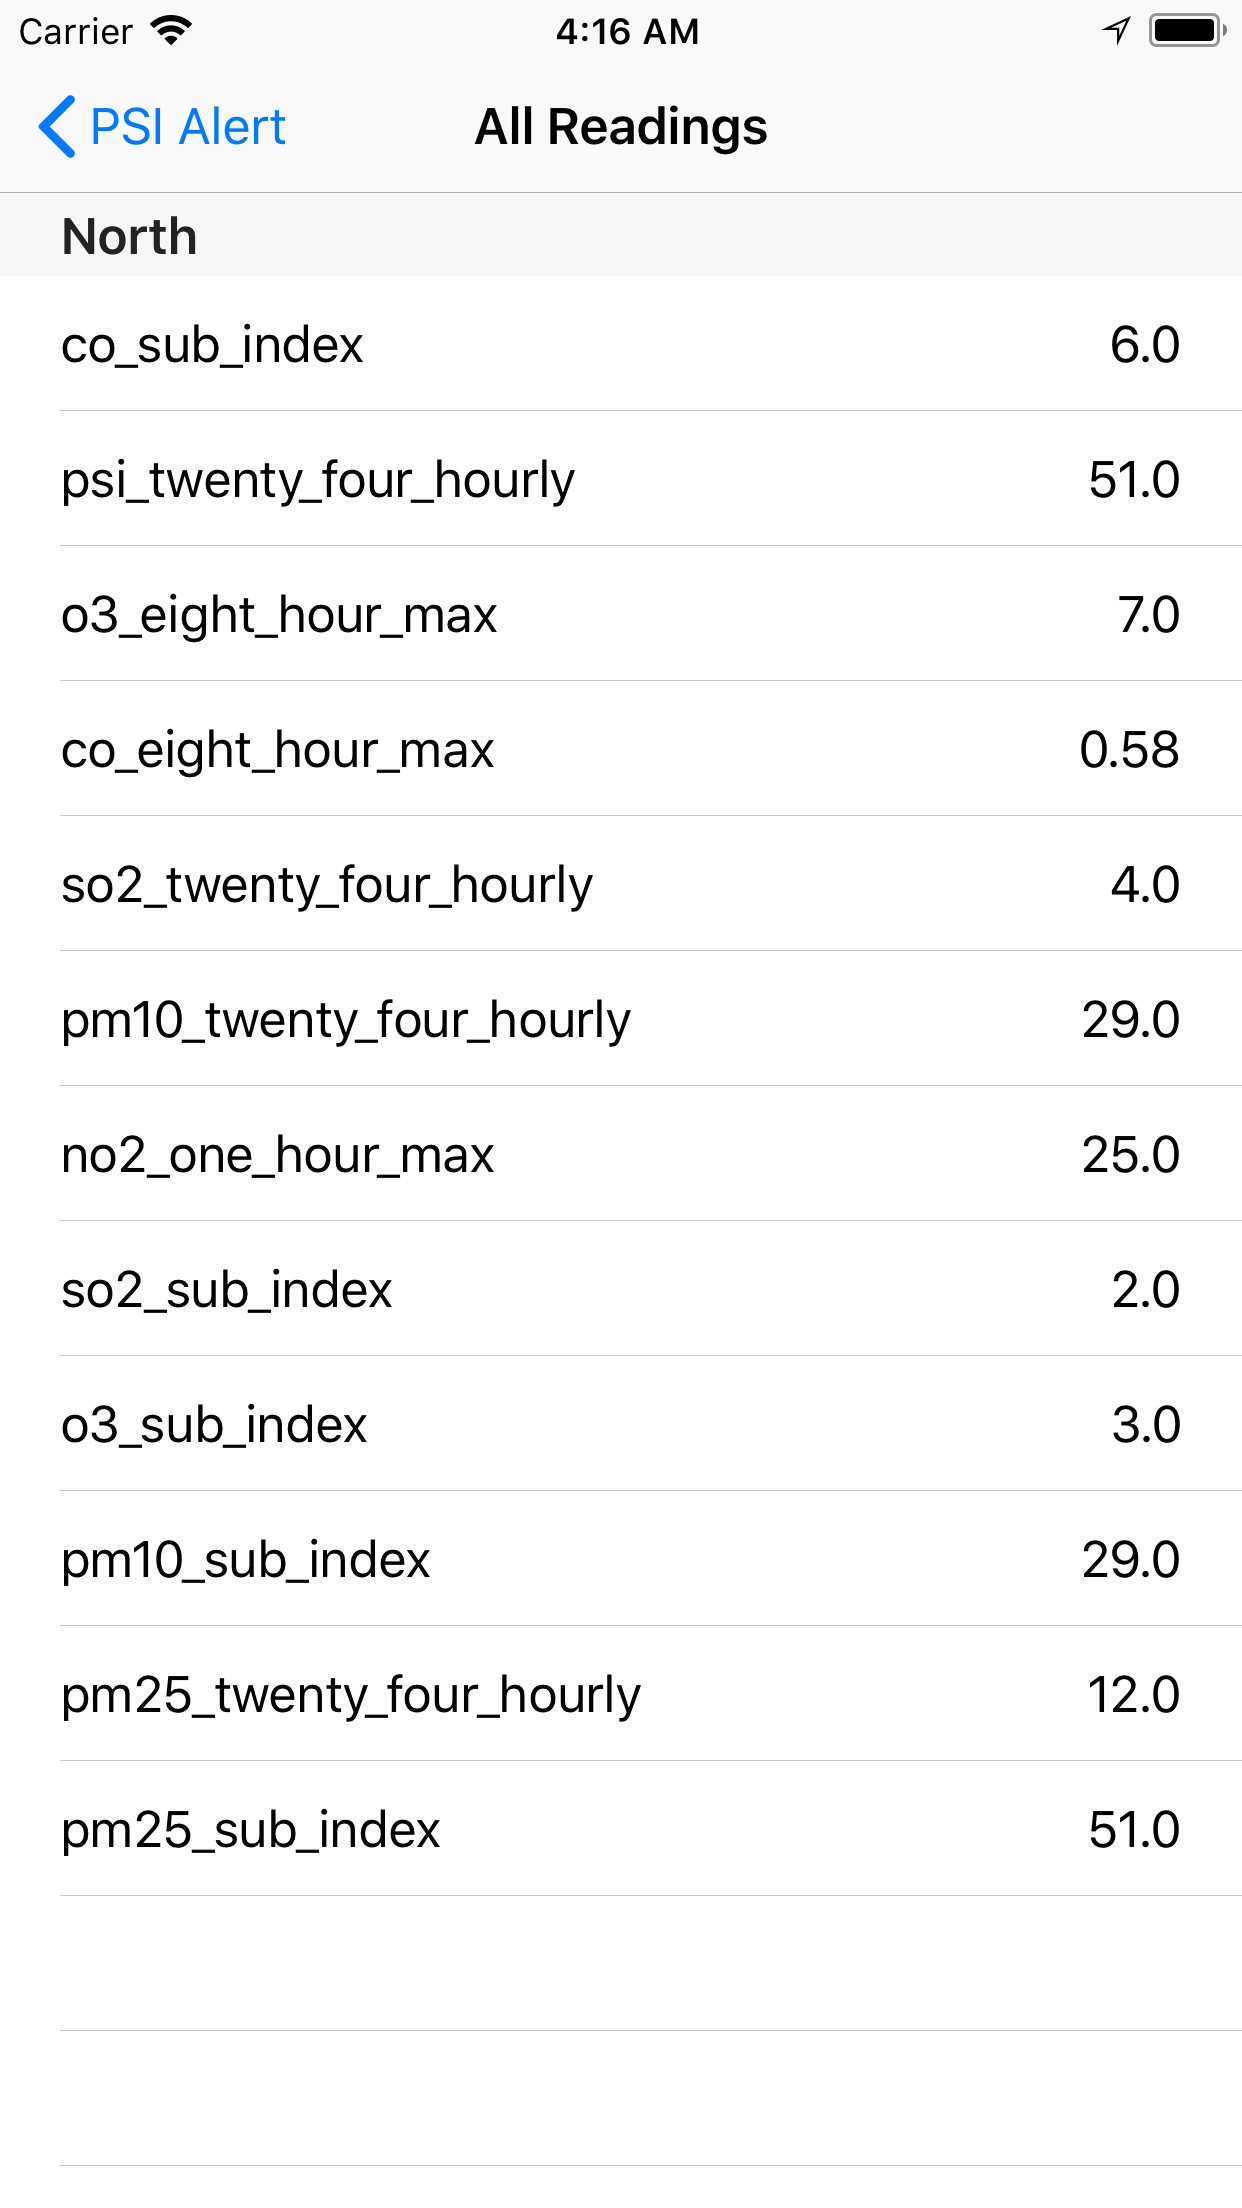 Carrier 4:16 AM
PSI Alert All Readings
North
co_sub_index 6.0
psi_twenty_four_hourly 51.0
o3_eight_hour_max 7.0
co_eight_hour_max 0.58
so2_twenty_four_hourly 4.0
pm10_twenty_four_hourly 29.0
no2_one_hour_max 25.0
so2_sub_index 2.0
o3_sub_index 3.0
pm10_sub_index 29.0
pm25_twenty_four_hourly 12.0
pm25_sub_index 51.0